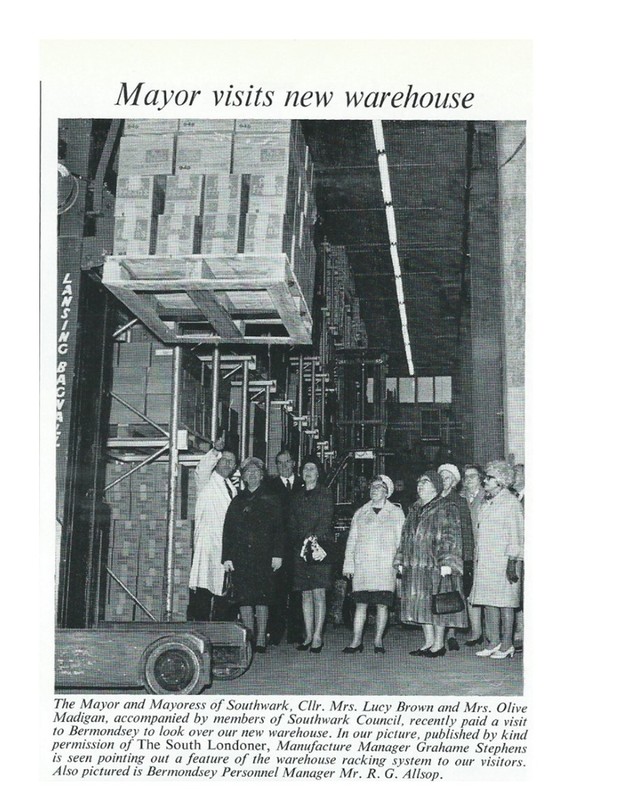 Mayor visits new warehouse
LANSING BAGNALL
The Mayor and Mayoress of Southwark, Cllr. Mrs. Lucy Brown and Mrs. Olive
Madigan, accompanied by members of Southwark Council, recently paid a visit
to Bermondsey to look over our new warehouse. In our picture, published by kind
permission of The South Londoner, Manufacture Manager Grahame Stephens
is seen pointing out a feature of the warehouse racking system to our visitors.
Also pictured is Bermondsey Personnel Manager Mr. R. G. Allsop.